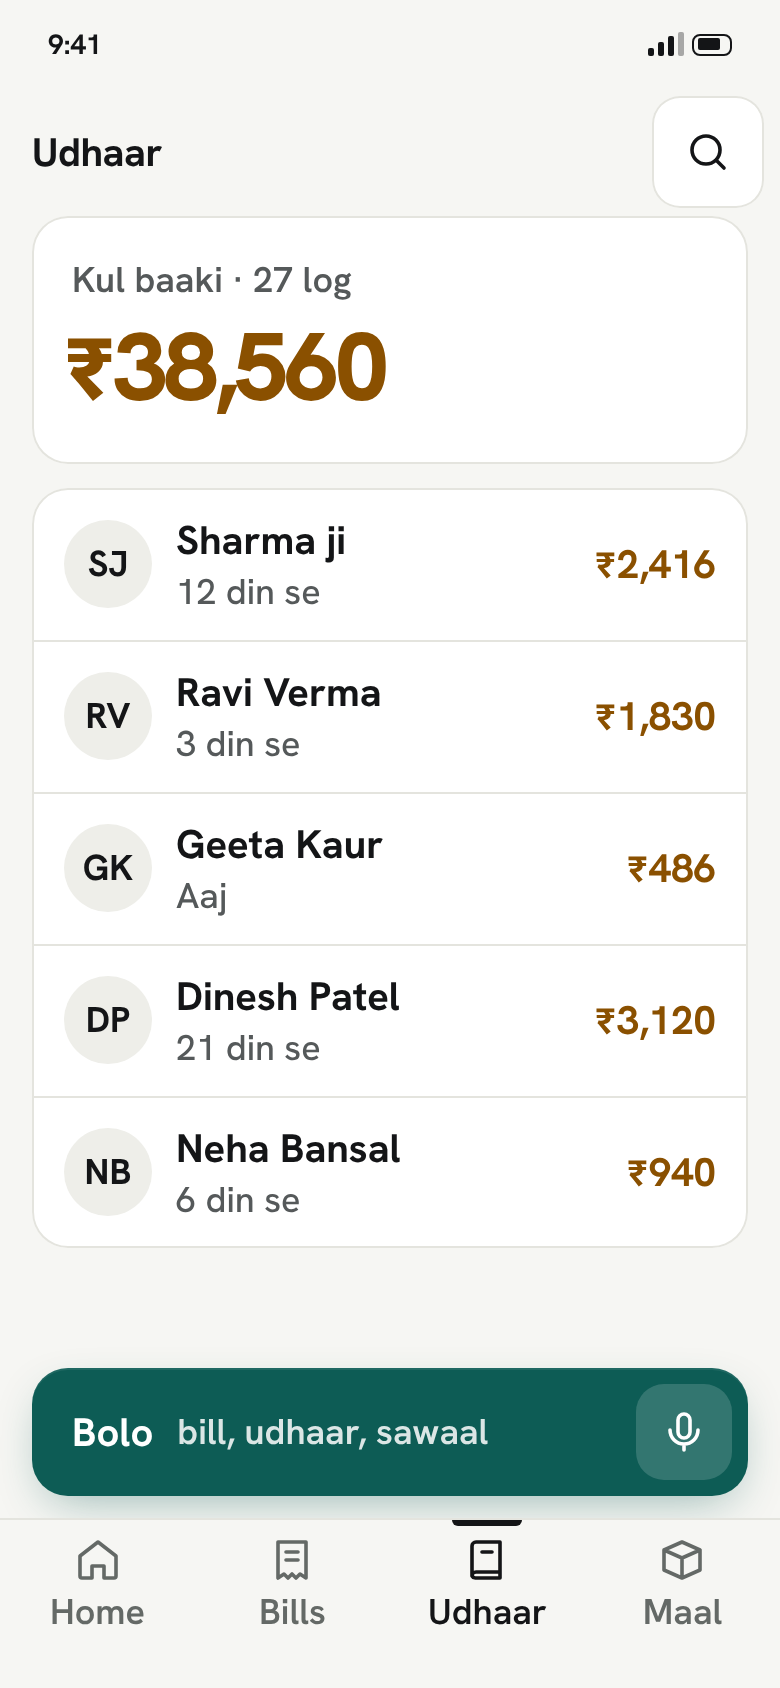 9:41
Udhaar
Kul baaki · 27 log
₹38,560
SJ
Sharma ji
12 din se
₹2,416
RV
Ravi Verma
3 din se
₹1,830
GK
Geeta Kaur
Aaj
₹486
DP
Dinesh Patel
21 din se
₹3,120
NB
Neha Bansal
6 din se
₹940
Bolo bill, udhaar, sawaal
Home Bills Udhaar Maal